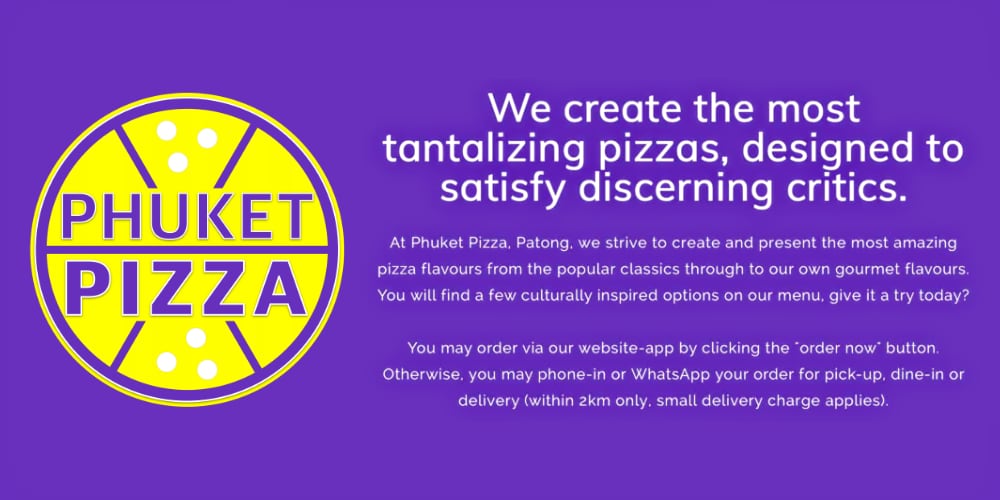 PHUKET
PIZZA
We create the most
tantalizing pizzas, designed to
satisfy discerning critics.
At Phuket Pizza, Patong, we strive to create and present the most amazing
pizza flavours from the popular classics through to our own gourmet flavours.
You will find a few culturally inspired options on our menu, give it a try today?
You may order via our website-app by clicking the "order now" button.
Otherwise, you may phone-in or WhatsApp your order for pick-up, dine-in or
delivery (within 2km only, small delivery charge applies).